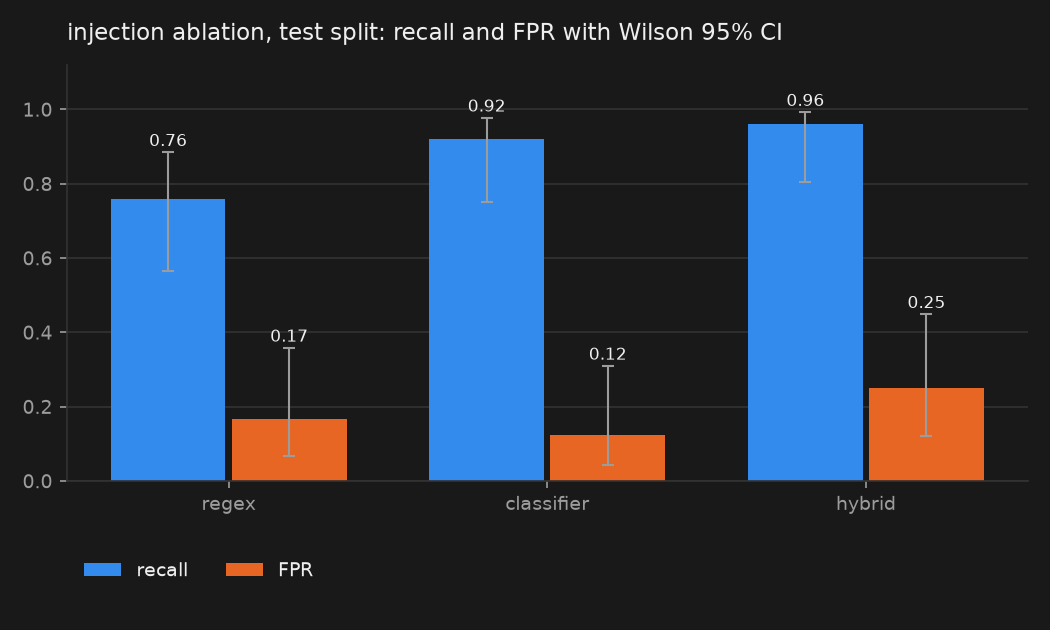 injection ablation, test split: recall and FPR with Wilson 95% CI
1.0
0.8
0.6
0.4
0.2
0.0
0.76
0.17
0.92
0.12
0.96
0.25
regex
classifier
hybrid
recall
FPR